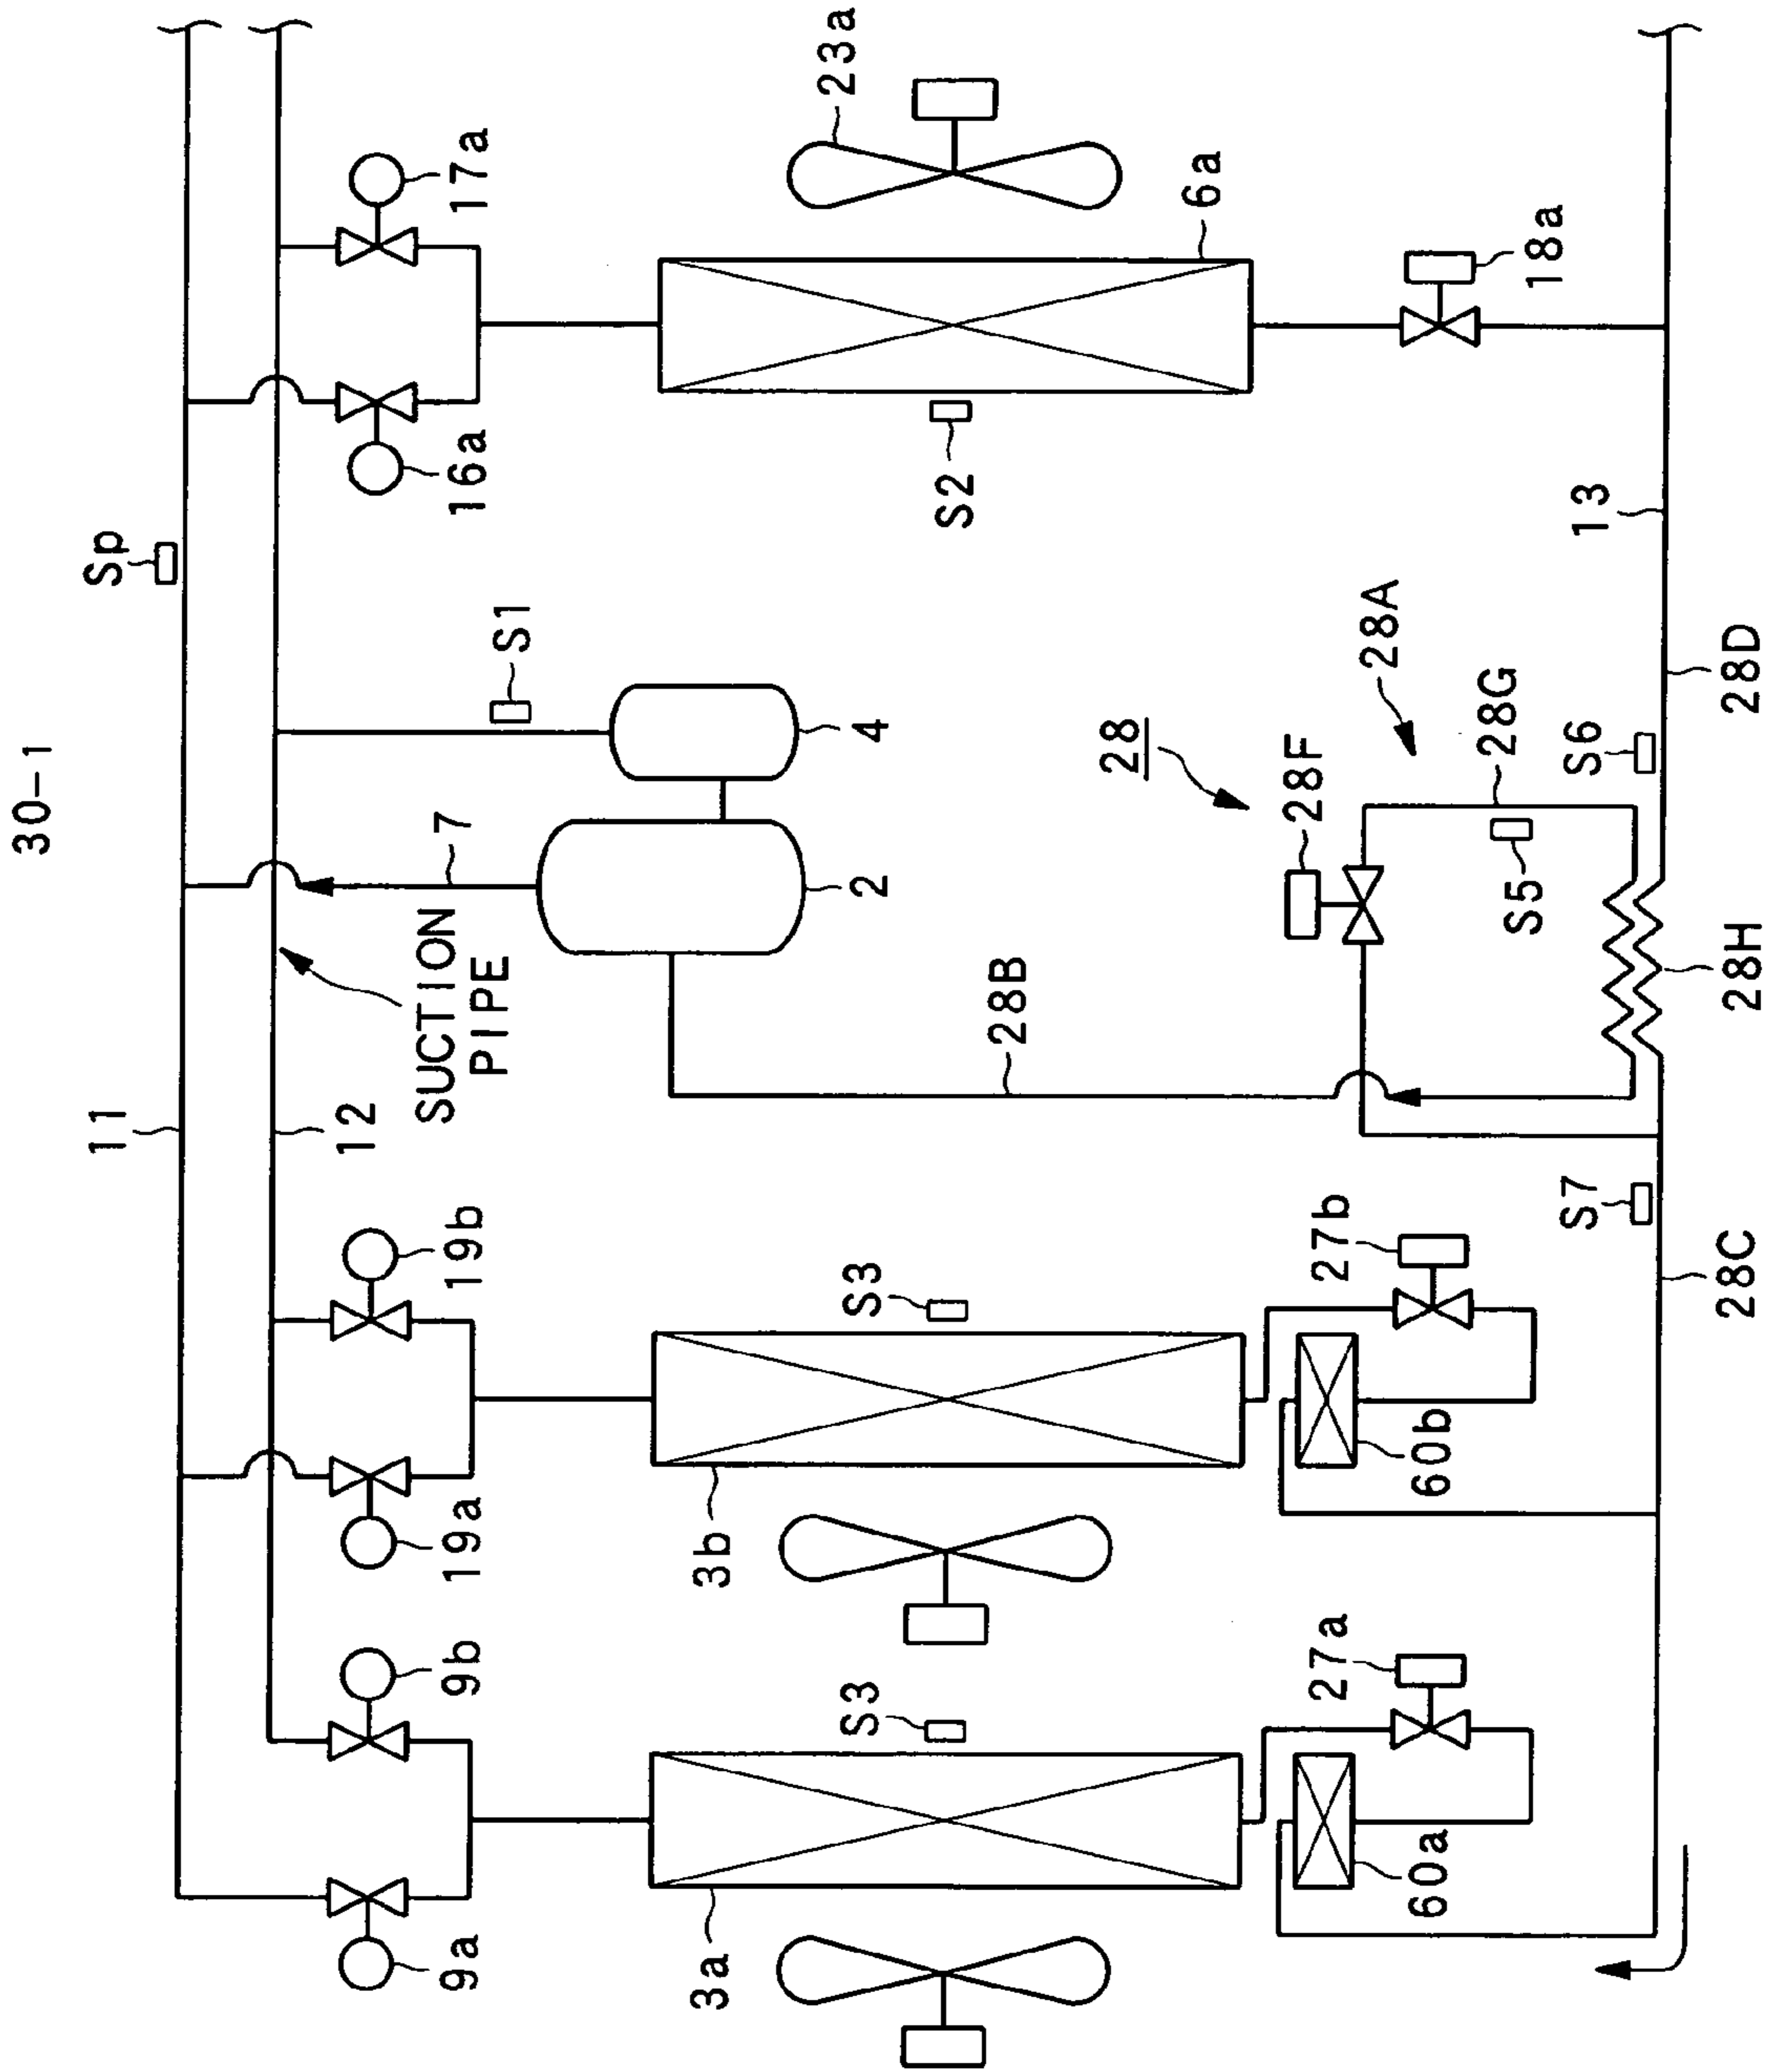 30-1
11
12
SUCTION
PIPE
7
Sp
S1
4
2
16a
17a
S2
23a
6a
18a
13
9a
9b
19a
19b
3a
S3
3b
S3
28B
28
28A
28F
28G
S5
S6
28H
28D
27a
27b
60a
60b
S7
28C